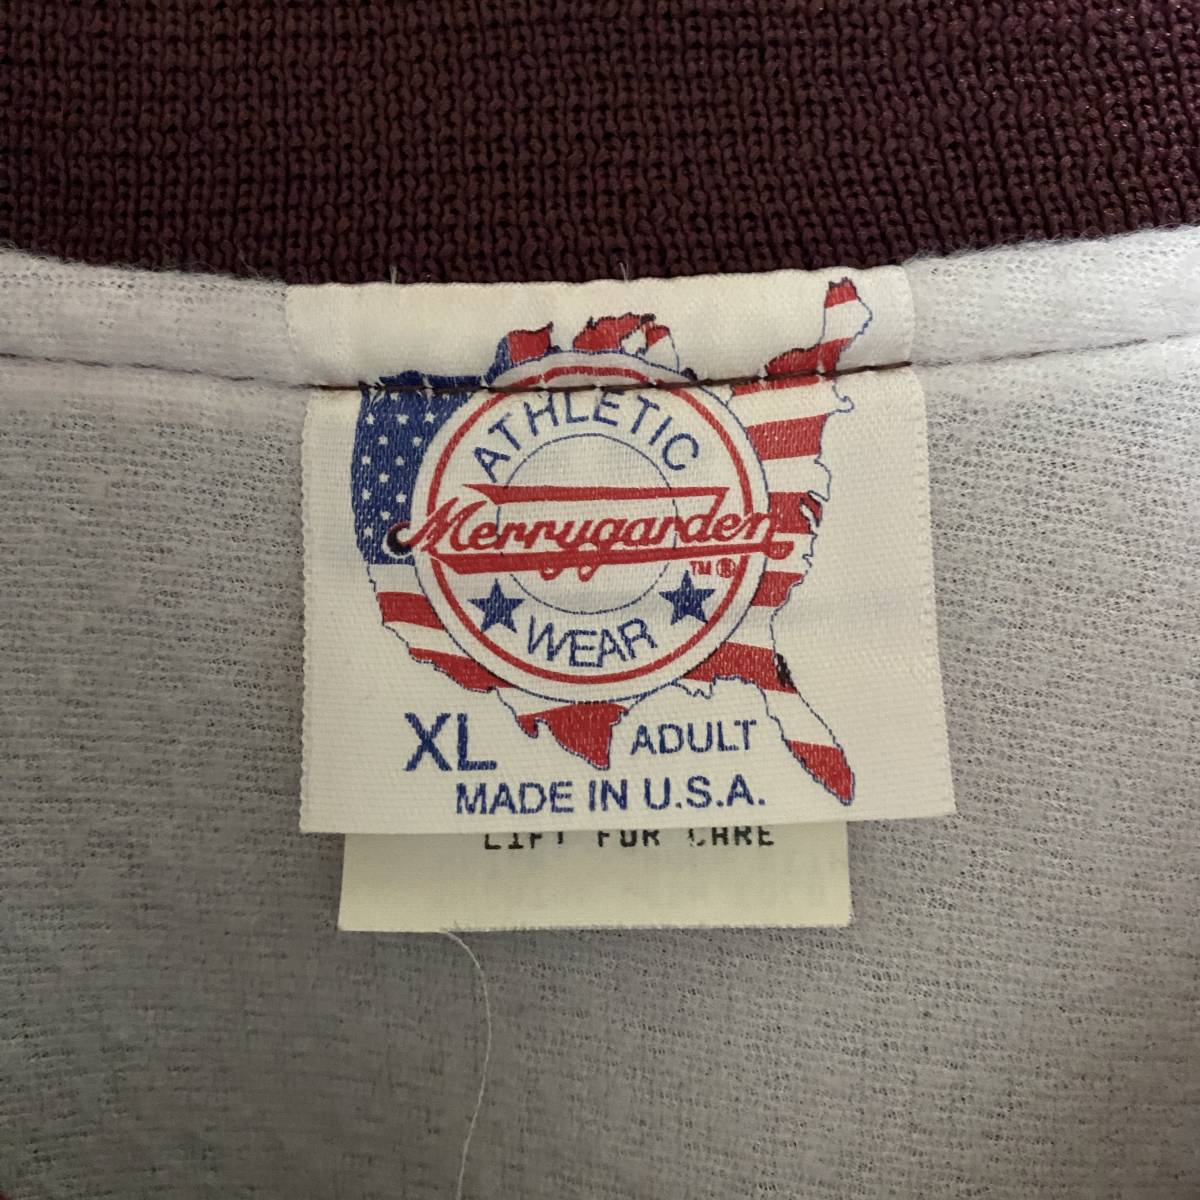 ATHLETIC
Merrygarden
TM ®
WEAR
XL ADULT
MADE IN U.S.A.
LIFT FOR CARE